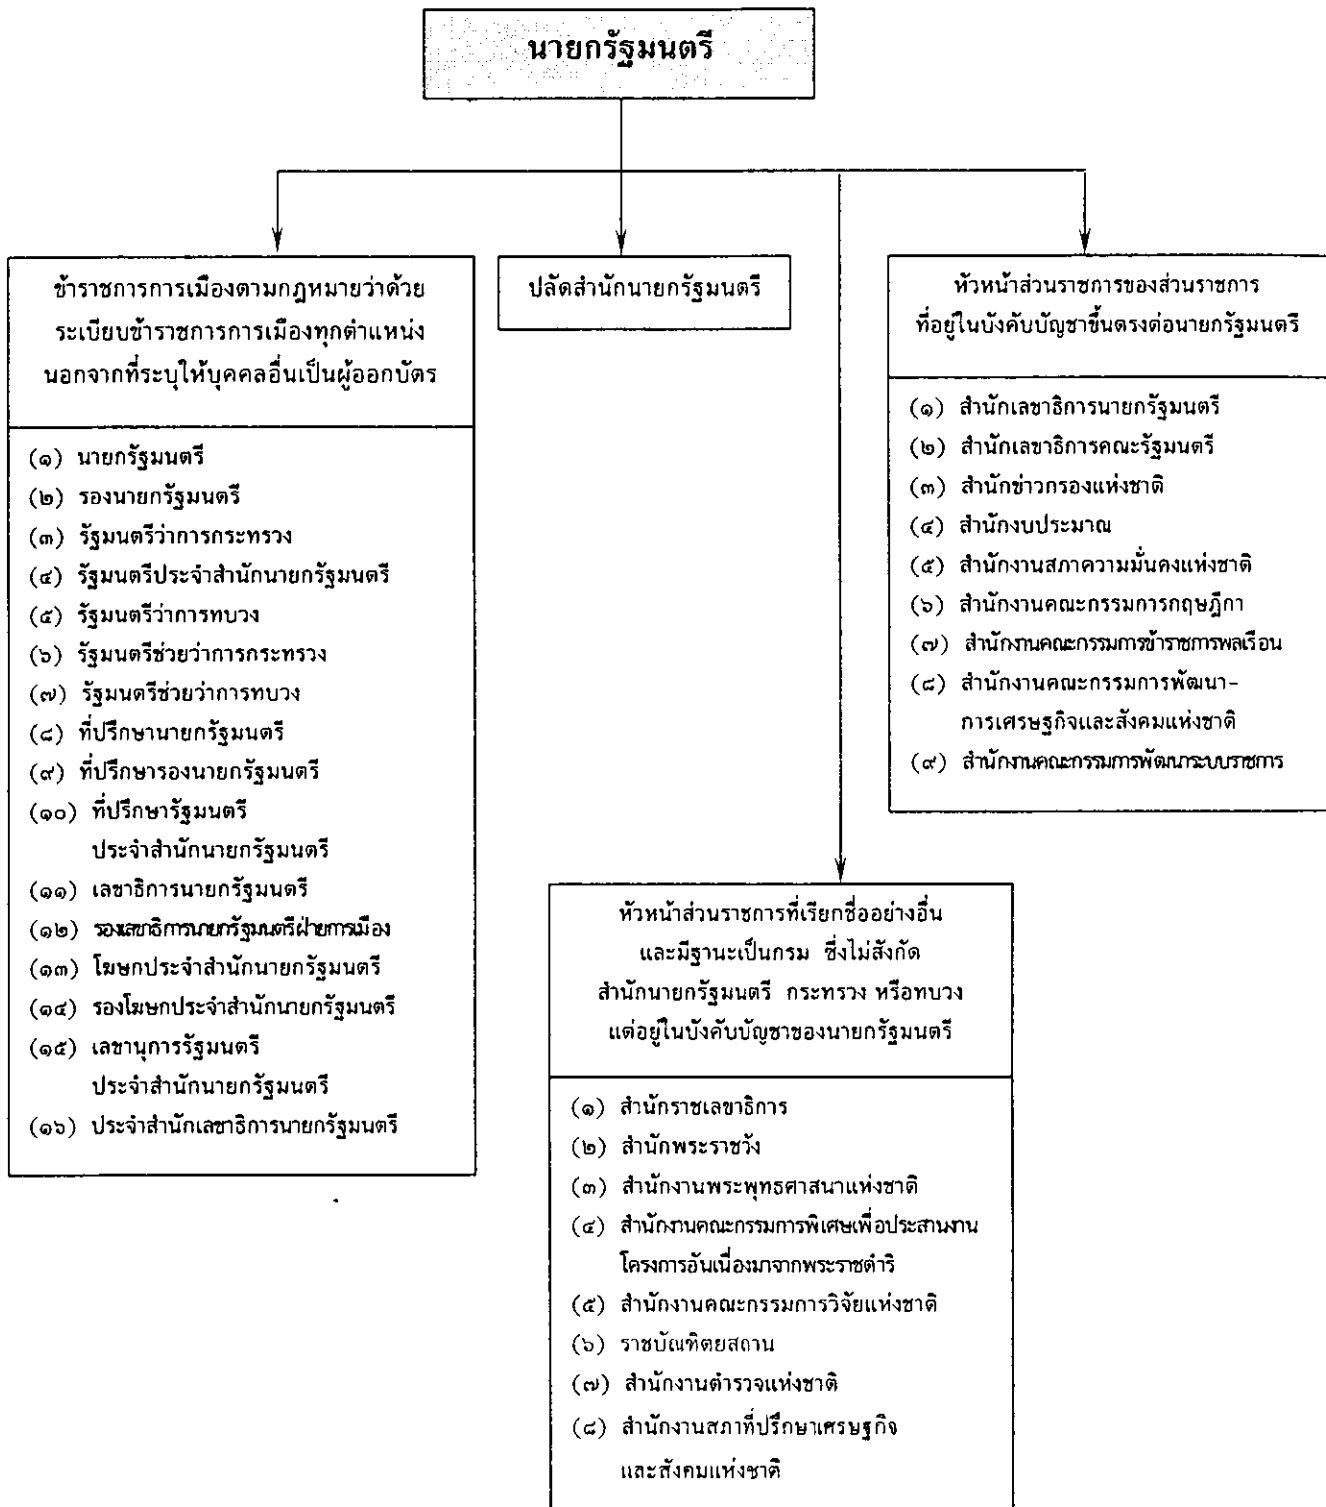 นายกรัฐมนตรี
ข้าราชการการเมืองตามกฎหมายว่าด้วย
ระเบียบข้าราชการการเมืองทุกตำแหน่ง
นอกจากที่ระบุให้บุคคลอื่นเป็นผู้ออกบัตร
(๑) นายกรัฐมนตรี
(๒) รองนายกรัฐมนตรี
(๓) รัฐมนตรีว่าการกระทรวง
(๔) รัฐมนตรีประจำสำนักนายกรัฐมนตรี
(๕) รัฐมนตรีว่าการทบวง
(๖) รัฐมนตรีช่วยว่าการกระทรวง
(๗) รัฐมนตรีช่วยว่าการทบวง
(๘) ที่ปรึกษานายกรัฐมนตรี
(๙) ที่ปรึกษารองนายกรัฐมนตรี
(๑๐) ที่ปรึกษารัฐมนตรี
ประจำสำนักนายกรัฐมนตรี
(๑๑) เลขาธิการนายกรัฐมนตรี
(๑๒) รองเลขาธิการนายกรัฐมนตรีฝ่ายการเมือง
(๑๓) โฆษกประจำสำนักนายกรัฐมนตรี
(๑๔) รองโฆษกประจำสำนักนายกรัฐมนตรี
(๑๕) เลขานุการรัฐมนตรี
ประจำสำนักนายกรัฐมนตรี
(๑๖) ประจำสำนักเลขาธิการนายกรัฐมนตรี
ปลัดสำนักนายกรัฐมนตรี
หัวหน้าส่วนราชการของส่วนราชการ
ที่อยู่ในบังคับบัญชาขึ้นตรงต่อนายกรัฐมนตรี
(๑) สำนักเลขาธิการนายกรัฐมนตรี
(๒) สำนักเลขาธิการคณะรัฐมนตรี
(๓) สำนักข่าวกรองแห่งชาติ
(๔) สำนักงบประมาณ
(๕) สำนักงานสภาความมั่นคงแห่งชาติ
(๖) สำนักงานคณะกรรมการกฤษฎีกา
(๗) สำนักงานคณะกรรมการข้าราชการพลเรือน
(๘) สำนักงานคณะกรรมการพัฒนา-
การเศรษฐกิจและสังคมแห่งชาติ
(๙) สำนักงานคณะกรรมการพัฒนาระบบราชการ
หัวหน้าส่วนราชการที่เรียกชื่ออย่างอื่น
และมีฐานะเป็นกรม ซึ่งไม่สังกัด
สำนักนายกรัฐมนตรี กระทรวง หรือทบวง
แต่อยู่ในบังคับบัญชาของนายกรัฐมนตรี
(๑) สำนักราชเลขาธิการ
(๒) สำนักพระราชวัง
(๓) สำนักงานพระพุทธศาสนาแห่งชาติ
(๔) สำนักงานคณะกรรมการพิเศษเพื่อประสานงาน
โครงการอันเนื่องมาจากพระราชดำริ
(๕) สำนักงานคณะกรรมการวิจัยแห่งชาติ
(๖) ราชบัณฑิตยสถาน
(๗) สำนักงานตำรวจแห่งชาติ
(๘) สำนักงานสภาที่ปรึกษาเศรษฐกิจ
และสังคมแห่งชาติ